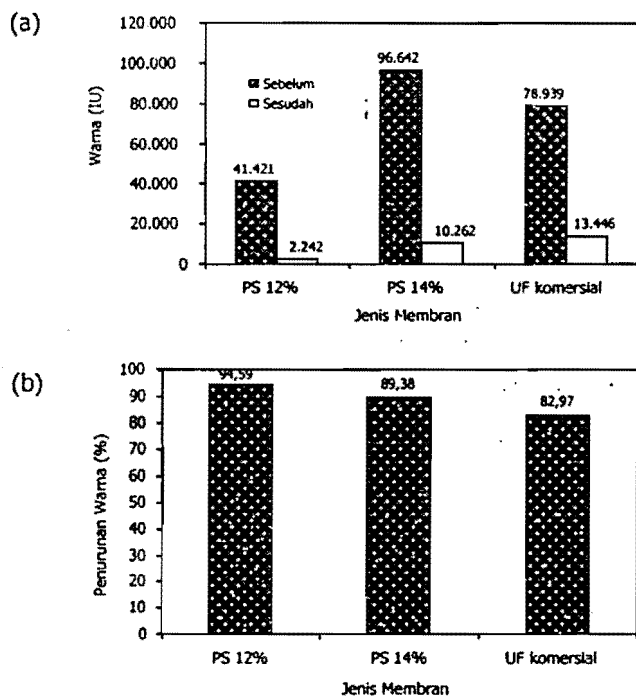 (a)
Warna (IU)
120.000
100.000
80.000
60.000
40.000
20.000
0
Sebelum
Sesudah
41.421
2.242
96.642
10.262
78.939
13.446
PS 12%
PS 14%
UF komersial
Jenis Membran
(b)
Penurunan Warna (%)
100
90
80
70
60
50
40
30
20
10
0
94,59
89,38
82,97
PS 12%
PS 14%
UF komersial
Jenis Membran